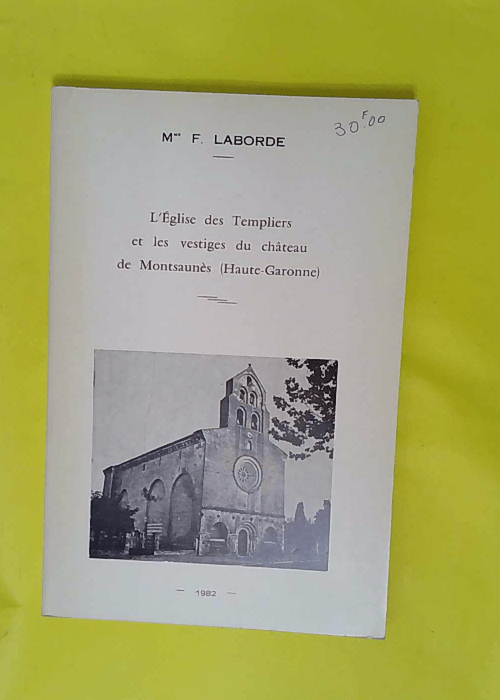 30F00
Mme F. LABORDE
L'Église des Templiers
et les vestiges du château
de Montsaunès (Haute-Garonne)
— 1982 —